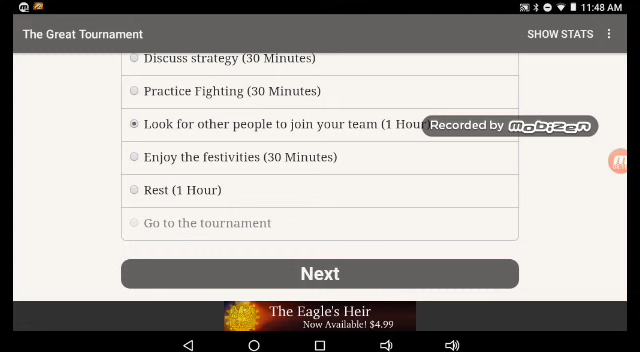 11:48 AM
The Great Tournament
SHOW STATS
Discuss strategy (30 Minutes)
Practice Fighting (30 Minutes)
Look for other people to join your team (1 Hour)
Recorded by mobizen
Enjoy the festivities (30 Minutes)
Rest (1 Hour)
Go to the tournament
Next
The Eagle's Heir
Now Available! $4.99